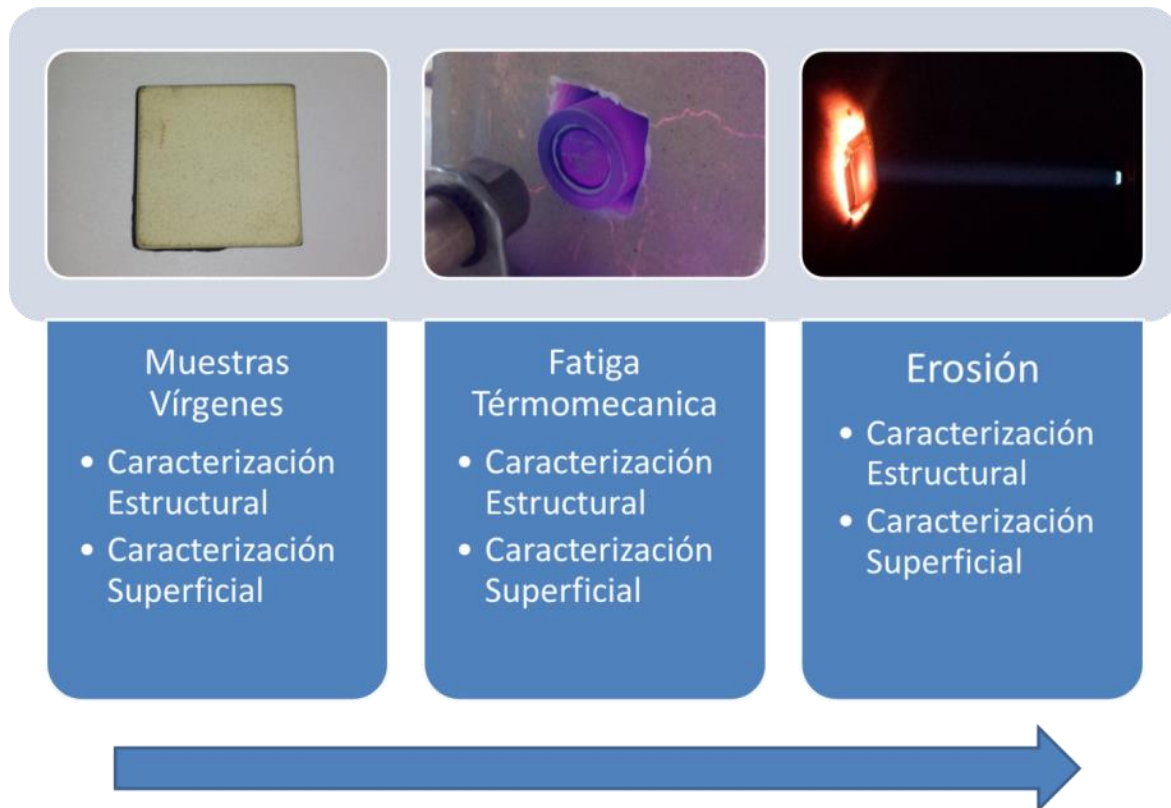 Muestras
Vírgenes
• Caracterización
Estructural
• Caracterización
Superficial
Fatiga
Térmomecanica
• Caracterización
Estructural
• Caracterización
Superficial
Erosión
• Caracterización
Estructural
• Caracterización
Superficial